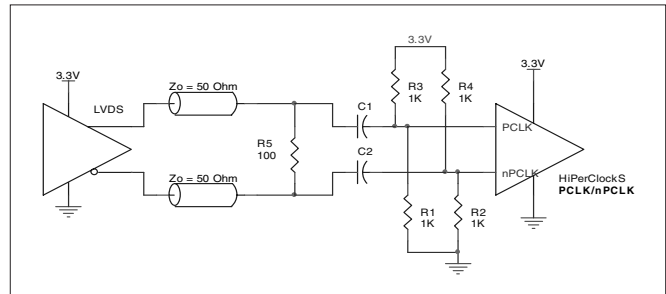 3.3V
3.3V
LVDS
Zo = 50 Ohm
C1
R3
1K
R4
1K
3.3V
PCLK
R5
100
C2
Zo = 50 Ohm
nPCLK
R1
1K
R2
1K
HiPerClockS
PCLK/nPCLK